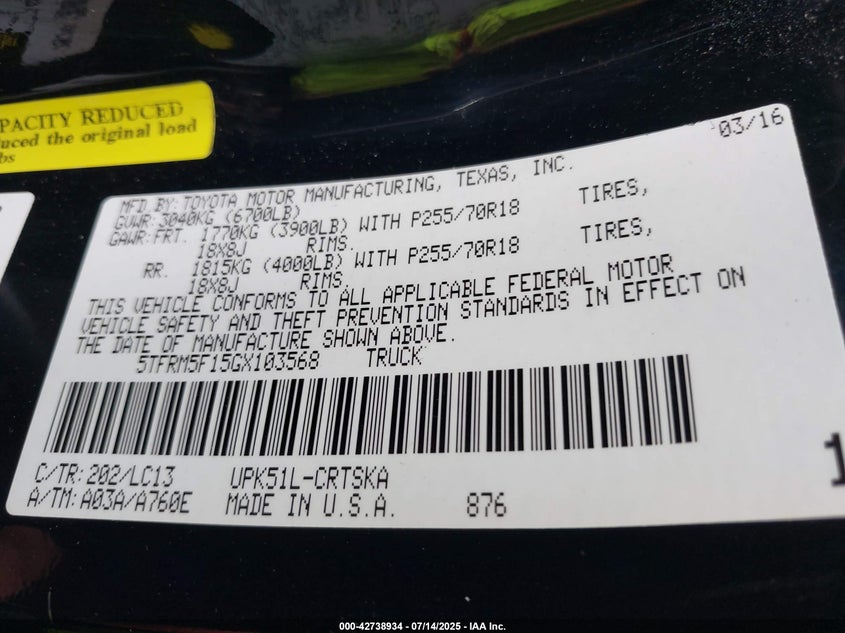 PACITY REDUCED
uced the original load
bs
03/16
MFD BY: TOYOTA MOTOR MANUFACTURING, TEXAS, INC.
GVWR: 3040KG (6700LB)
GAWR: FRT. 1770KG (3900LB) WITH P255/70R18 TIRES,
18X8J RIMS.
RR. 1815KG (4000LB) WITH P255/70R18 TIRES,
18X8J RIMS.
THIS VEHICLE CONFORMS TO ALL APPLICABLE FEDERAL MOTOR
VEHICLE SAFETY AND THEFT PREVENTION STANDARDS IN EFFECT ON
THE DATE OF MANUFACTURE SHOWN ABOVE.
5TFRM5F15GX103568 TRUCK
C/TR: 202/LC13 UPK51L-CRTSKA
A/TM: A03A/A760E MADE IN U.S.A. 876
1
000-42738934 - 07/14/2025 - IAA Inc.